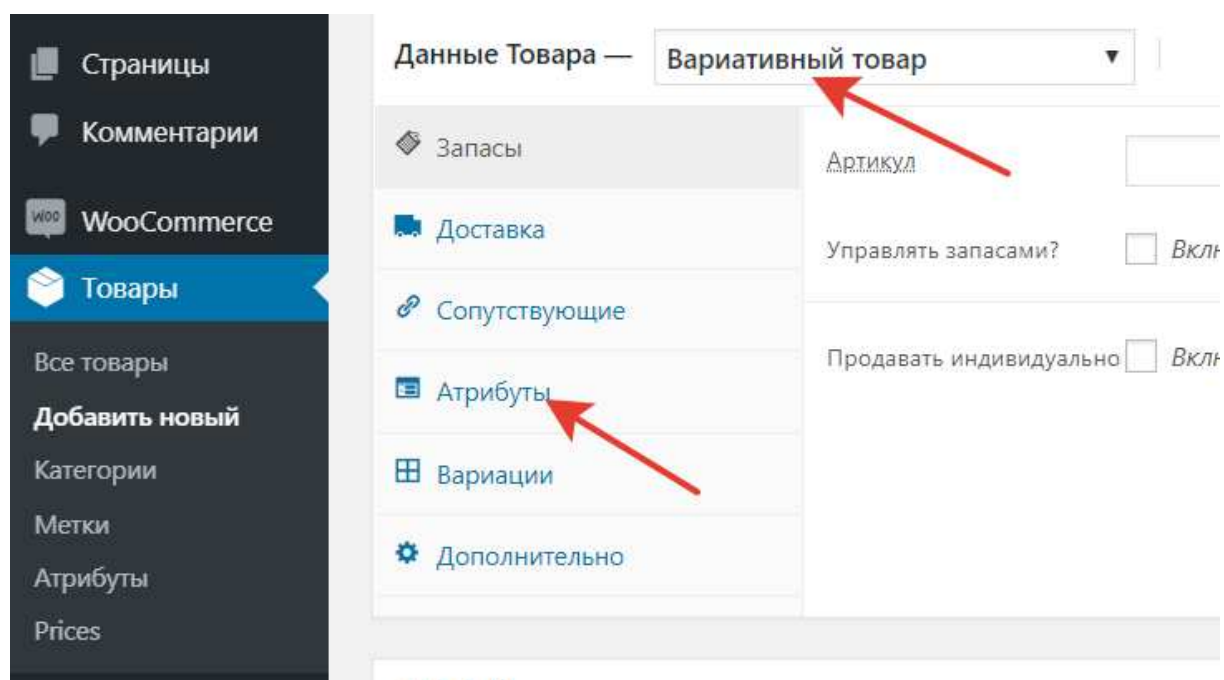 Страницы
Комментарии
WooCommerce
Товары
Все товары
Добавить новый
Категории
Метки
Атрибуты
Prices
Данные Товара — Вариативный товар
Запасы
Доставка
Сопутствующие
Атрибуты
Вариации
Дополнительно
Артикул
Управлять запасами?
Продавать индивидуально